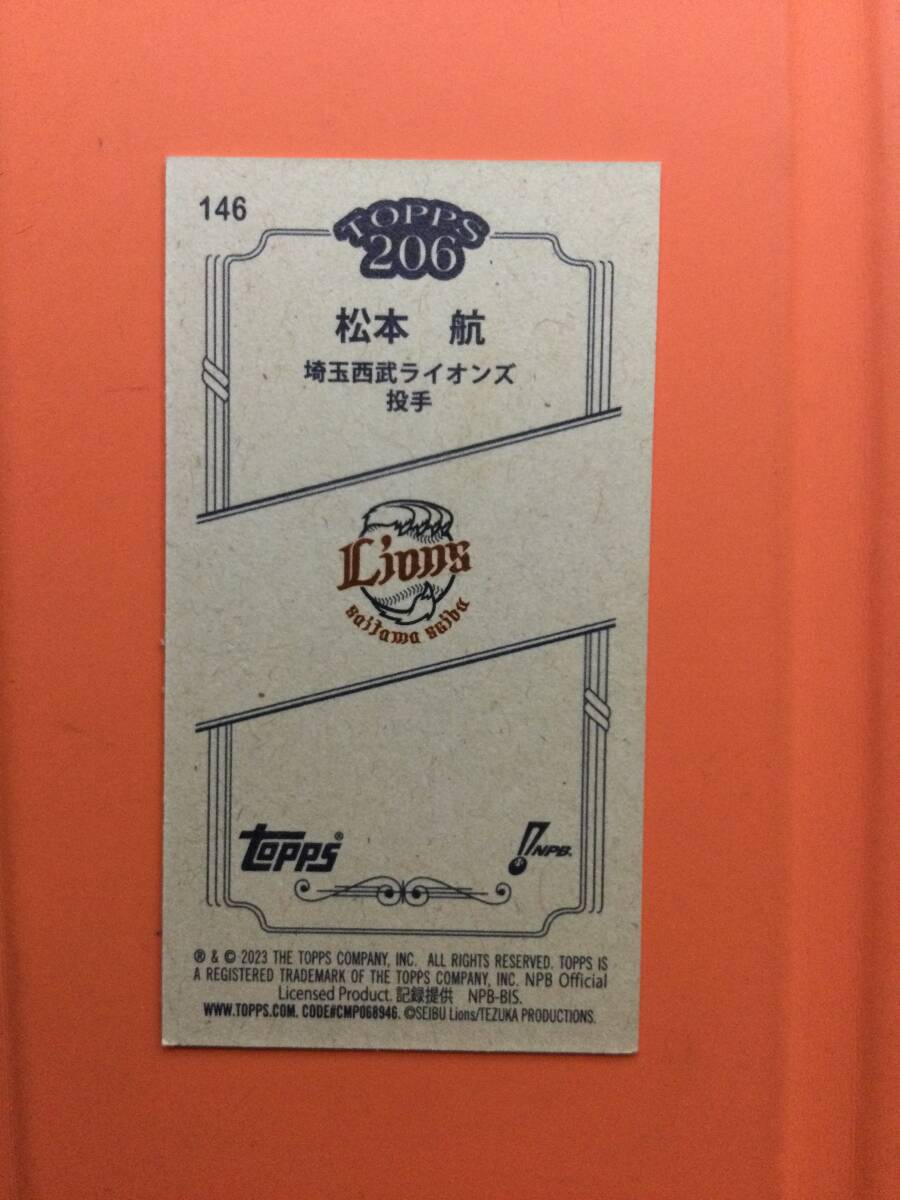 146
TOPPS
206
松本 航
埼玉西武ライオンズ
投手
Lions
saitama seibu
topps®
NPB.
® & © 2023 THE TOPPS COMPANY, INC. ALL RIGHTS RESERVED. TOPPS IS
A REGISTERED TRADEMARK OF THE TOPPS COMPANY, INC. NPB Official
Licensed Product. 記録提供 NPB-BIS.
WWW.TOPPS.COM. CODE#CMP068946. ©SEIBU Lions/TEZUKA PRODUCTIONS.